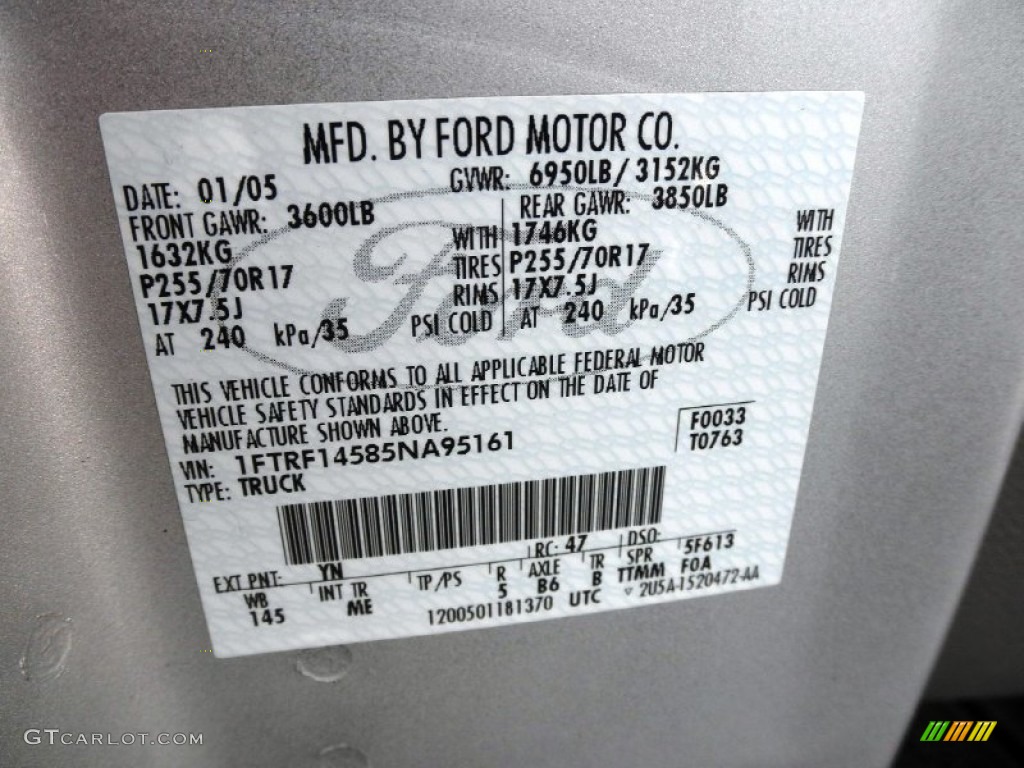 MFD. BY FORD MOTOR CO.
DATE: 01/05 GVWR: 6950LB/ 3152KG
FRONT GAWR: 3600LB REAR GAWR: 3850LB
1632KG WITH 1746KG WITH
P255/70R17 TIRES P255/70R17 TIRES
17X7.5J RIMS 17X7.5J RIMS
AT 240 kPa/35 PSI COLD AT 240 kPa/35 PSI COLD
Ford
THIS VEHICLE CONFORMS TO ALL APPLICABLE FEDERAL MOTOR
VEHICLE SAFETY STANDARDS IN EFFECT ON THE DATE OF
MANUFACTURE SHOWN ABOVE.
F0033
VIN: 1FTRF14585NA95161 T0763
TYPE: TRUCK
EXT PNT: YN RC: 47 DSO: 5F613
WB INT TR TP/PS R AXLE TR SPR F0A
145 ME 5 B6 B TTMM
1200501181370 UTC ▽ 2U5A-1520472-AA
GTCARLOT.COM